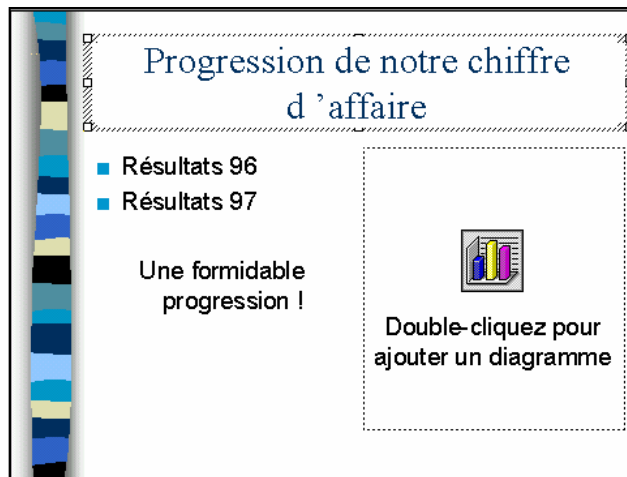 Progression de notre chiffre
d ’affaire
Résultats 96
Résultats 97
Une formidable
progression !
Double-cliquez pour
ajouter un diagramme